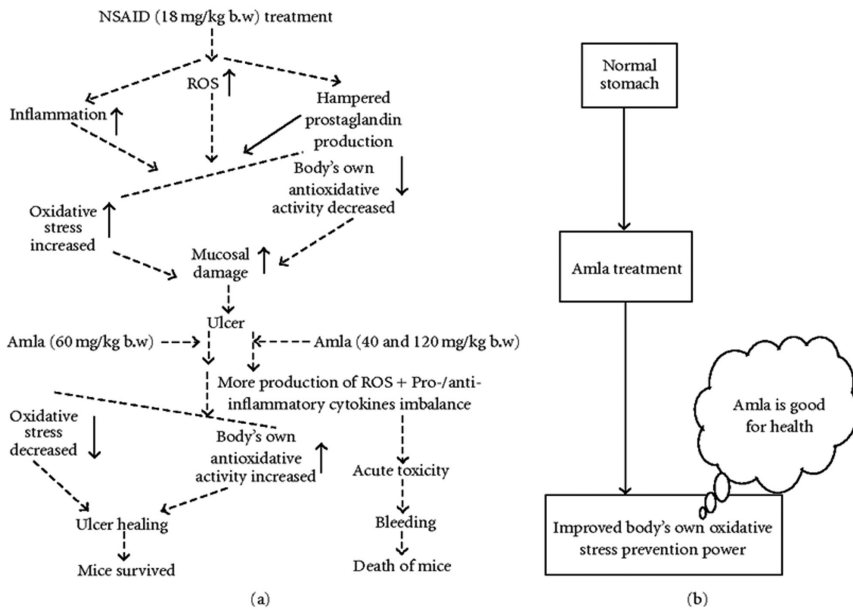 NSAID (18 mg/kg b.w) treatment
ROS
Inflammation
Hampered
prostaglandin
production
Body's own
antioxidative
activity decreased
Oxidative
stress
increased
Mucosal
damage
Ulcer
Amla (60 mg/kg b.w)
Amla (40 and 120 mg/kg b.w)
More production of ROS + Pro-/anti-
inflammatory cytokines imbalance
Oxidative
stress
decreased
Body's own
antioxidative
activity increased
Acute toxicity
Ulcer healing
Bleeding
Mice survived
Death of mice
(a)
Normal
stomach
Amla treatment
Amla is good
for health
Improved body's own oxidative
stress prevention power
(b)